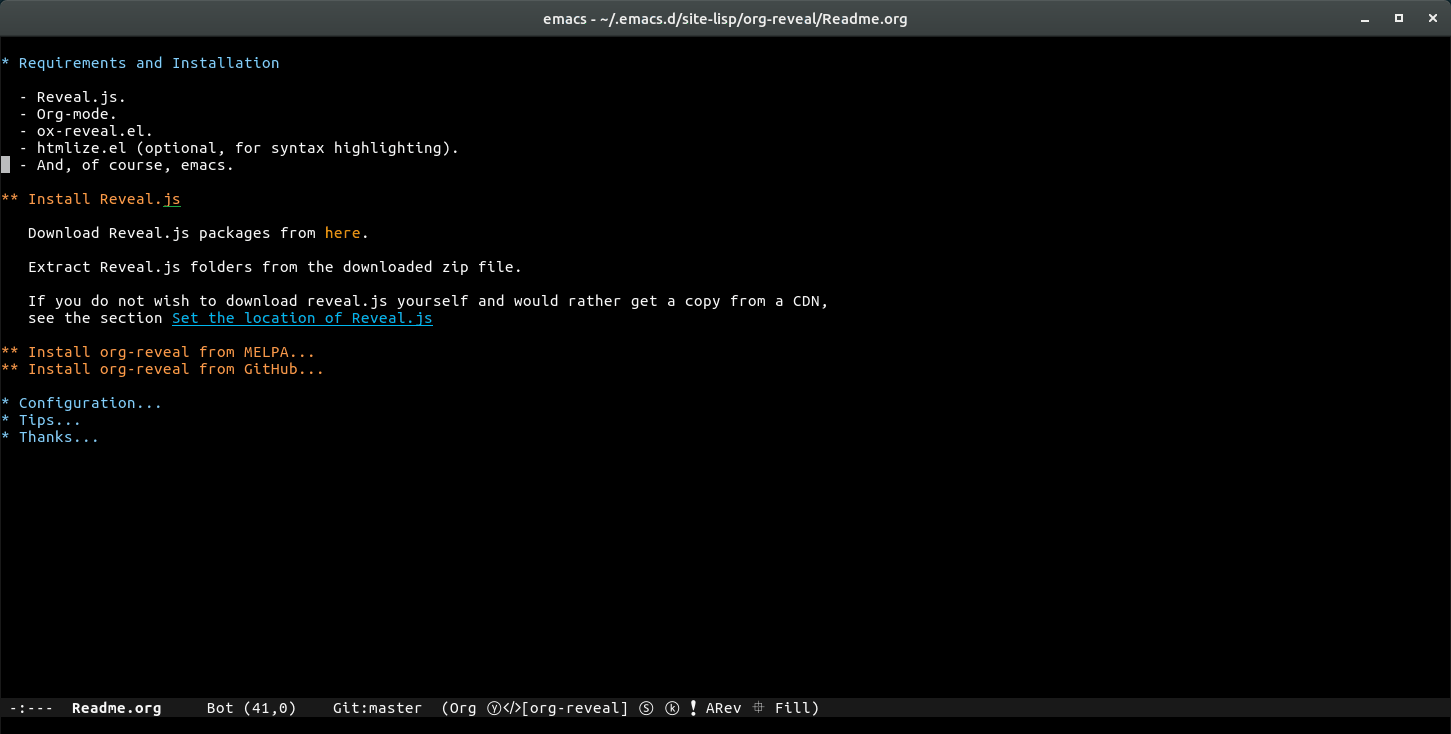 emacs - ~/.emacs.d/site-lisp/org-reveal/Readme.org
* Requirements and Installation
- Reveal.js.
- Org-mode.
- ox-reveal.el.
- htmlize.el (optional, for syntax highlighting).
- And, of course, emacs.
** Install Reveal.js
Download Reveal.js packages from here.
Extract Reveal.js folders from the downloaded zip file.
If you do not wish to download reveal.js yourself and would rather get a copy from a CDN,
see the section Set the location of Reveal.js
** Install org-reveal from MELPA...
** Install org-reveal from GitHub...
* Configuration...
* Tips...
* Thanks...
-:--- Readme.org Bot (41,0) Git:master (Org Ⓨ</>[org-reveal] Ⓢ ⓚ ❢ ARev ⌗ Fill)